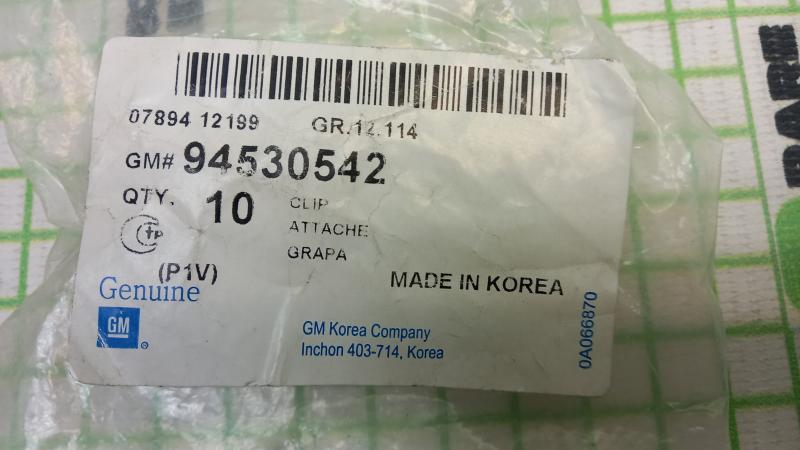 07894 12199 GR.12.114
GM# 94530542
QTY. 10 CLIP
ATTACHE
GRAPA
(P1V)
MADE IN KOREA
Genuine
GM
GM Korea Company
Inchon 403-714, Korea
0A066870